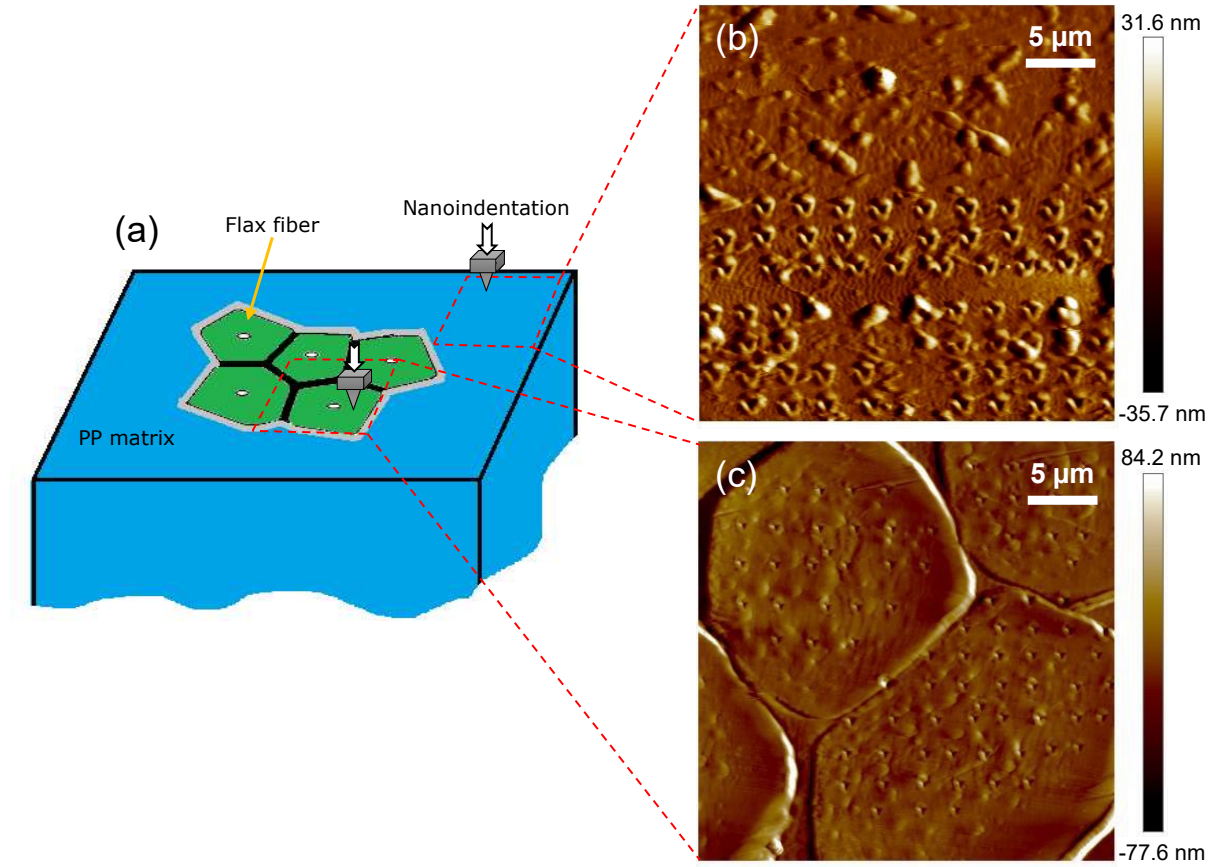 (a)
Flax fiber
Nanoindentation
PP matrix
(b)
5 µm
31.6 nm
-35.7 nm
(c)
5 µm
84.2 nm
-77.6 nm